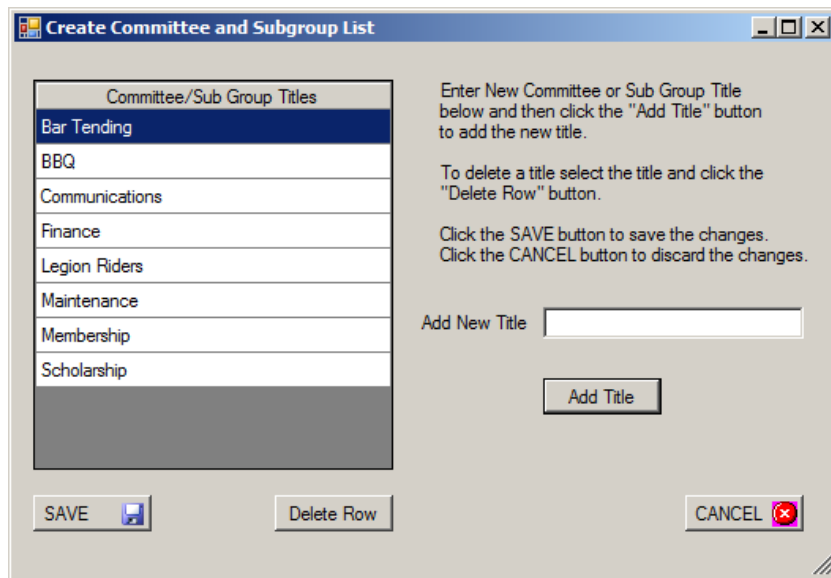 Create Committee and Subgroup List
Committee/Sub Group Titles
Bar Tending
BBQ
Communications
Finance
Legion Riders
Maintenance
Membership
Scholarship
Enter New Committee or Sub Group Title
below and then click the "Add Title" button
to add the new title.
To delete a title select the title and click the
"Delete Row" button.
Click the SAVE button to save the changes.
Click the CANCEL button to discard the changes.
Add New Title
Add Title
SAVE
Delete Row
CANCEL